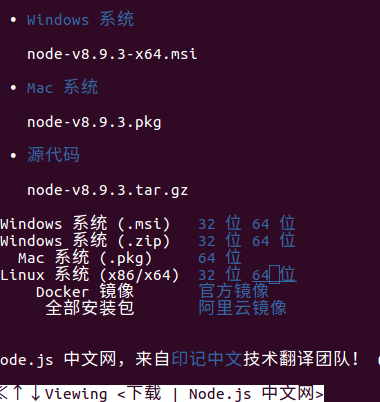 • Windows 系统
node-v8.9.3-x64.msi
• Mac 系统
node-v8.9.3.pkg
• 源代码
node-v8.9.3.tar.gz
Windows 系统 (.msi) 32 位 64 位
Windows 系统 (.zip) 32 位 64 位
Mac 系统 (.pkg) 64 位
Linux 系统 (x86/x64) 32 位 64 位
Docker 镜像 官方镜像
全部安装包 阿里云镜像
ode.js 中文网，来自印记中文技术翻译团队！ (
↑↓Viewing <下载 | Node.js 中文网>